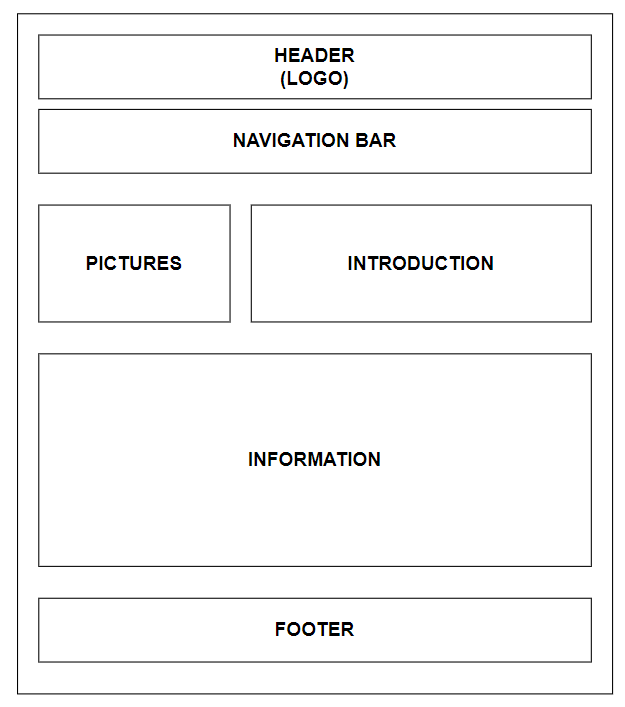 HEADER
(LOGO)
NAVIGATION BAR
PICTURES
INTRODUCTION
INFORMATION
FOOTER